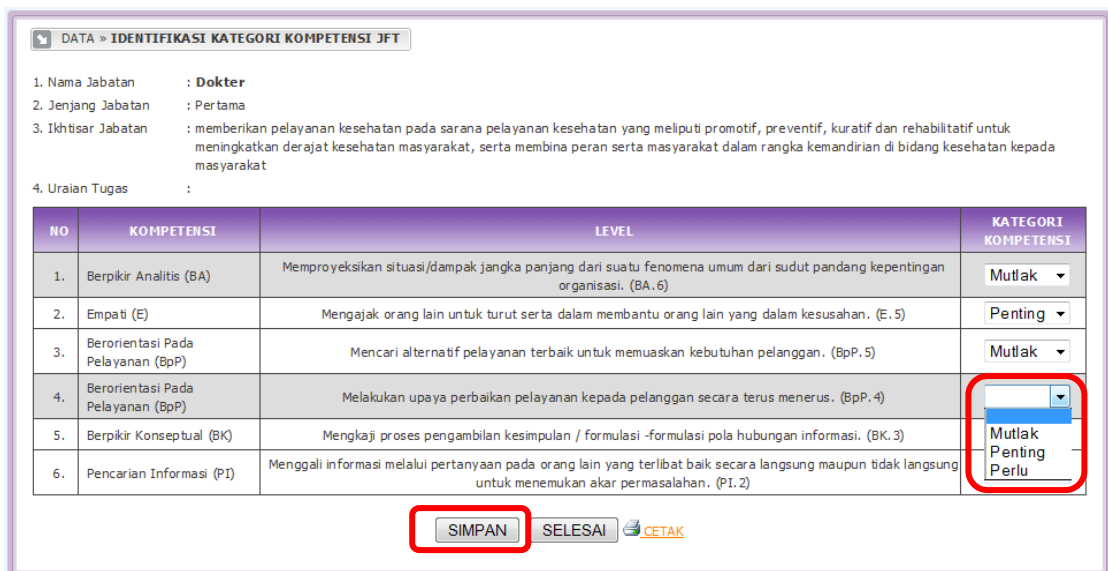 DATA » IDENTIFIKASI KATEGORI KOMPETENSI JFT
1. Nama Jabatan : Dokter
2. Jenjang Jabatan : Pertama
3. Ikhtisar Jabatan : memberikan pelayanan kesehatan pada sarana pelayanan kesehatan yang meliputi promotif, preventif, kuratif dan rehabilitatif untuk
meningkatkan derajat kesehatan masyarakat, serta membina peran serta masyarakat dalam rangka kemandirian di bidang kesehatan kepada
masyarakat
4. Uraian Tugas :
NO KOMPETENSI LEVEL KATEGORI
KOMPETENSI
1. Berpikir Analitis (BA) Memproyeksikan situasi/dampak jangka panjang dari suatu fenomena umum dari sudut pandang kepentingan
organisasi. (BA.6) Mutlak
2. Empati (E) Mengajak orang lain untuk turut serta dalam membantu orang lain yang dalam kesusahan. (E.5) Penting
3. Berorientasi Pada
Pelayanan (BpP) Mencari alternatif pelayanan terbaik untuk memuaskan kebutuhan pelanggan. (BpP.5) Mutlak
4. Berorientasi Pada
Pelayanan (BpP) Melakukan upaya perbaikan pelayanan kepada pelanggan secara terus menerus. (BpP.4)
5. Berpikir Konseptual (BK) Mengkaji proses pengambilan kesimpulan / formulasi -formulasi pola hubungan informasi. (BK.3)
Mutlak
Penting
Perlu
6. Pencarian Informasi (PI) Menggali informasi melalui pertanyaan pada orang lain yang terlibat baik secara langsung maupun tidak langsung
untuk menemukan akar permasalahan. (PI.2)
SIMPAN SELESAI CETAK